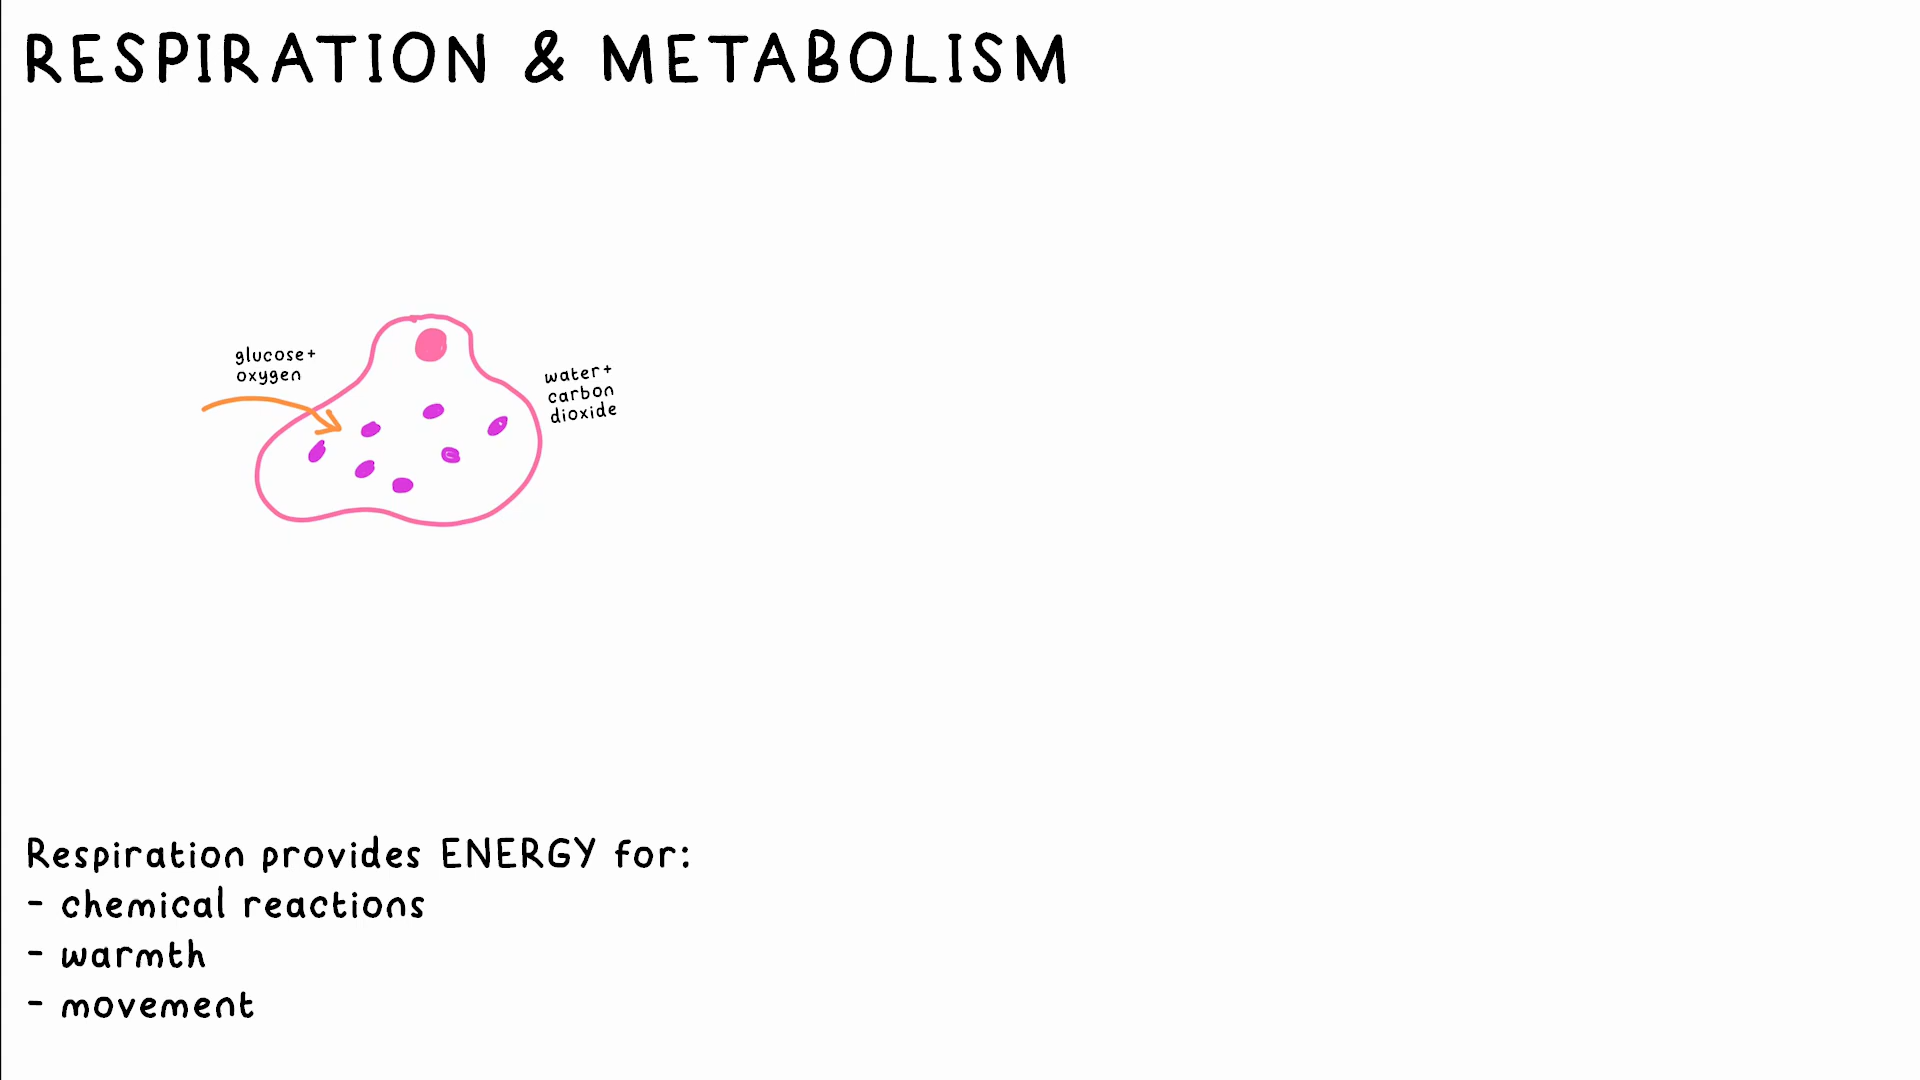 RESPIRATION & METABOLISM
glucose+
oxygen
water+
carbon
dioxide
Respiration provides ENERGY for:
- chemical reactions
- warmth
- movement